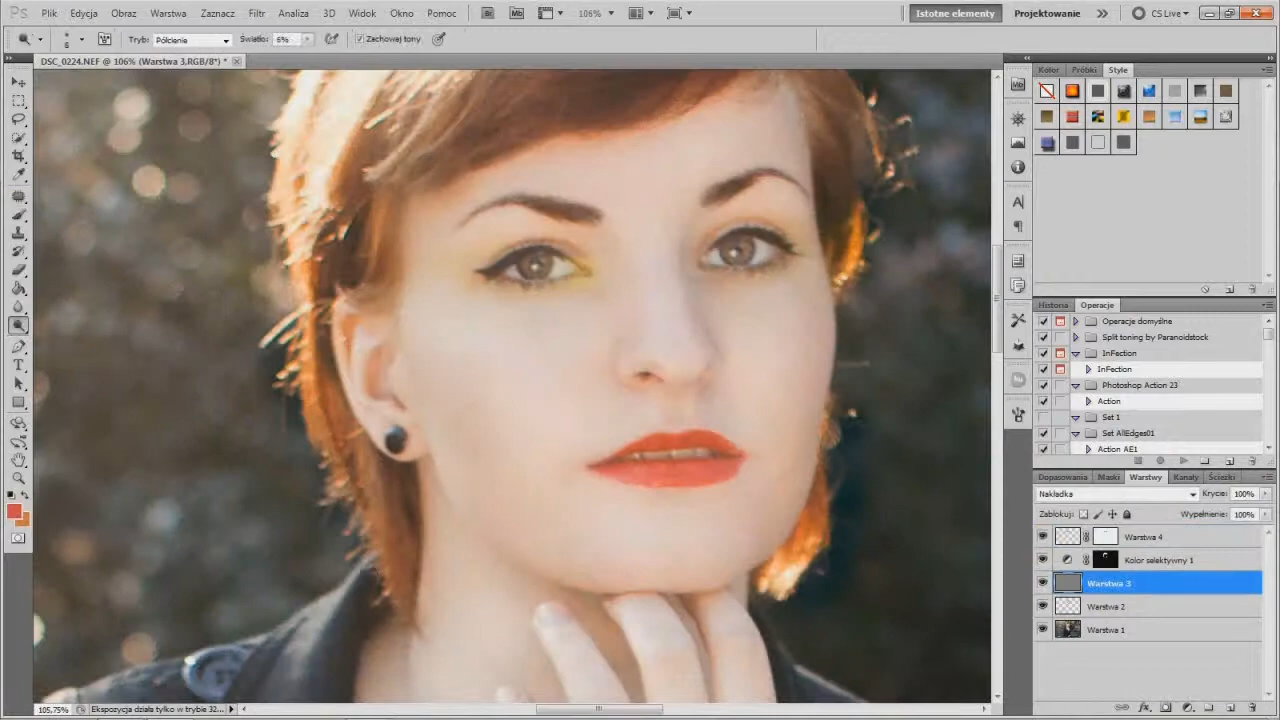 Ps Plik Edycja Obraz Warstwa Zaznacz Filtr Analiza 3D Widok Okno Pomoc Br Mb 106% Istotne elementy Projektowanie CS Live
Tryb: Półcienie Światło: 6% Zachowaj tony
DSC_0224.NEF @ 106% (Warstwa 3,RGB/8*) *
Kolor Próbki Style
Historia Operacje
Operacje domyślne
Split toning by Paranoidstock
InFection
InFection
Photoshop Action 23
Action
Set 1
Set AllEdges01
Action AE1
Dopasowania Maski Warstwy Kanały Ścieżki
Nakładka Krycie: 100%
Zablokuj: Wypełnienie: 100%
Warstwa 4
Kolor selektywny 1
Warstwa 3
Warstwa 2
Warstwa 1
105,75% Ekspozycja działa tylko w trybie 32...